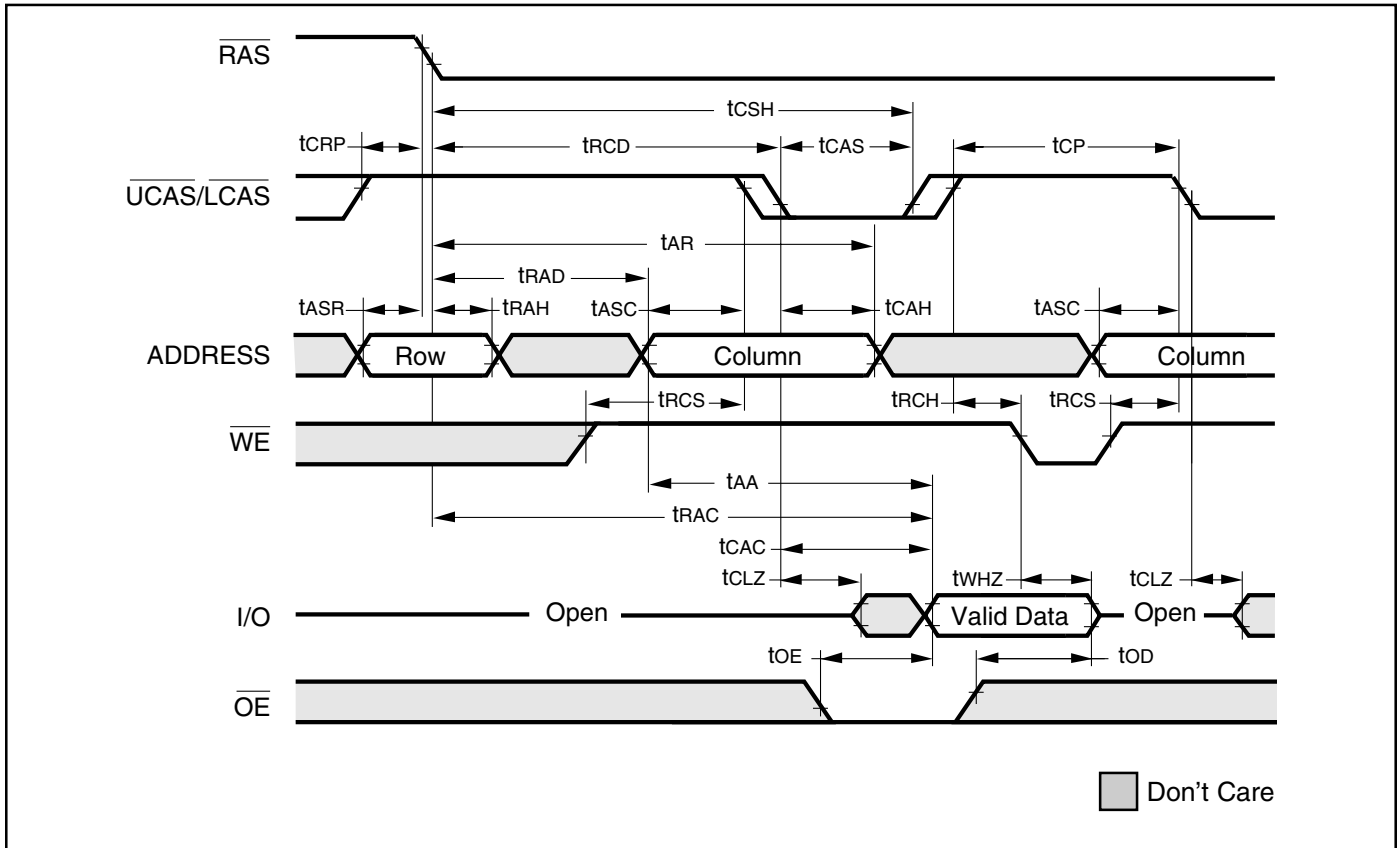 RAS
tCSH
tCRP tRCD tCAS tCP
UCAS/LCAS
tAR
tRAD
tASR tRAH tASC tCAH tASC
ADDRESS Row Column Column
tRCS tRCH tRCS
WE
tAA
tRAC
tCAC
tCLZ tWHZ tCLZ
I/O Open Valid Data Open
tOE tOD
OE
Don't Care